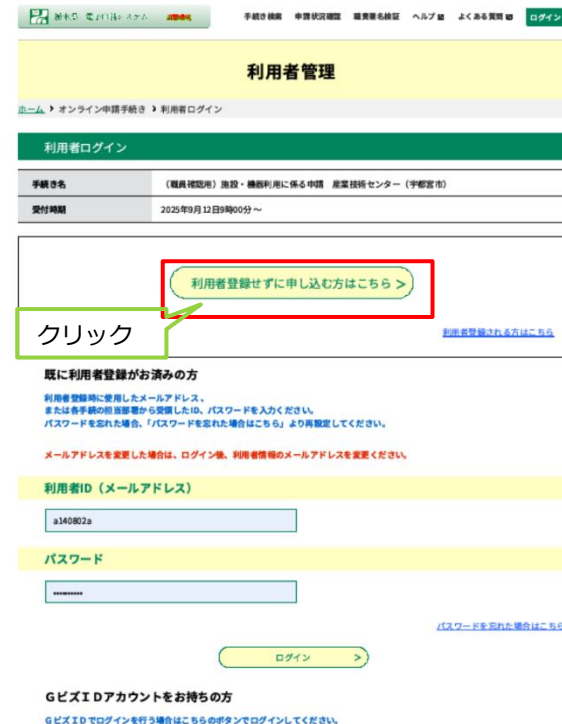 栃木県 電子申請システム
手続き検索 申請状況確認 職責署名検証 ヘルプ よくある質問 ログイン
利用者管理
ホーム > オンライン申請手続き > 利用者ログイン
利用者ログイン
手続き名 (職員確認用)施設・機器利用に係る申請 産業技術センター(宇都宮市)
受付時期 2025年9月12日9時00分～
利用者登録せずに申し込む方はこちら >
クリック
利用者登録される方はこちら
既に利用者登録がお済みの方
利用者登録時に使用したメールアドレス、
または各手続の担当部署から受領したID、パスワードを入力ください。
パスワードを忘れた場合、「パスワードを忘れた場合はこちら」より再設定してください。
メールアドレスを変更した場合は、ログイン後、利用者情報のメールアドレスを変更ください。
利用者ID(メールアドレス)
a140802a
パスワード
••••••••••
パスワードを忘れた場合はこちら
ログイン >
GビズIDアカウントをお持ちの方
GビズIDでログインを行う場合はこちらのボタンでログインしてください。